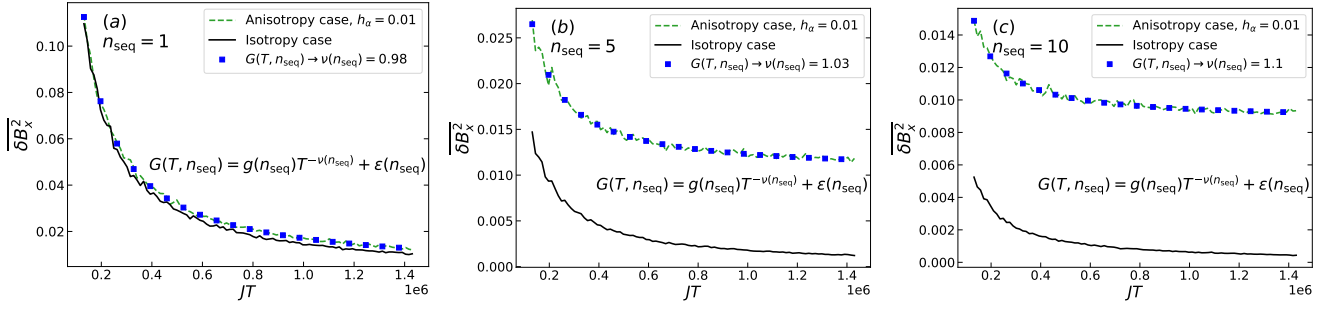 (a)
n_seq = 1
Anisotropy case, h_α = 0.01
Isotropy case
G(T, n_seq) → ν(n_seq) = 0.98
G(T, n_seq) = g(n_seq)T^{-ν(n_seq)} + ε(n_seq)
δB_x^2
0.10
0.08
0.06
0.04
0.02
0.2 0.4 0.6 0.8 1.0 1.2 1.4
1e6
JT
(b)
n_seq = 5
Anisotropy case, h_α = 0.01
Isotropy case
G(T, n_seq) → ν(n_seq) = 1.03
G(T, n_seq) = g(n_seq)T^{-ν(n_seq)} + ε(n_seq)
δB_x^2
0.025
0.020
0.015
0.010
0.005
0.000
0.2 0.4 0.6 0.8 1.0 1.2 1.4
1e6
JT
(c)
n_seq = 10
Anisotropy case, h_α = 0.01
Isotropy case
G(T, n_seq) → ν(n_seq) = 1.1
G(T, n_seq) = g(n_seq)T^{-ν(n_seq)} + ε(n_seq)
δB_x^2
0.014
0.012
0.010
0.008
0.006
0.004
0.002
0.000
0.2 0.4 0.6 0.8 1.0 1.2 1.4
1e6
JT